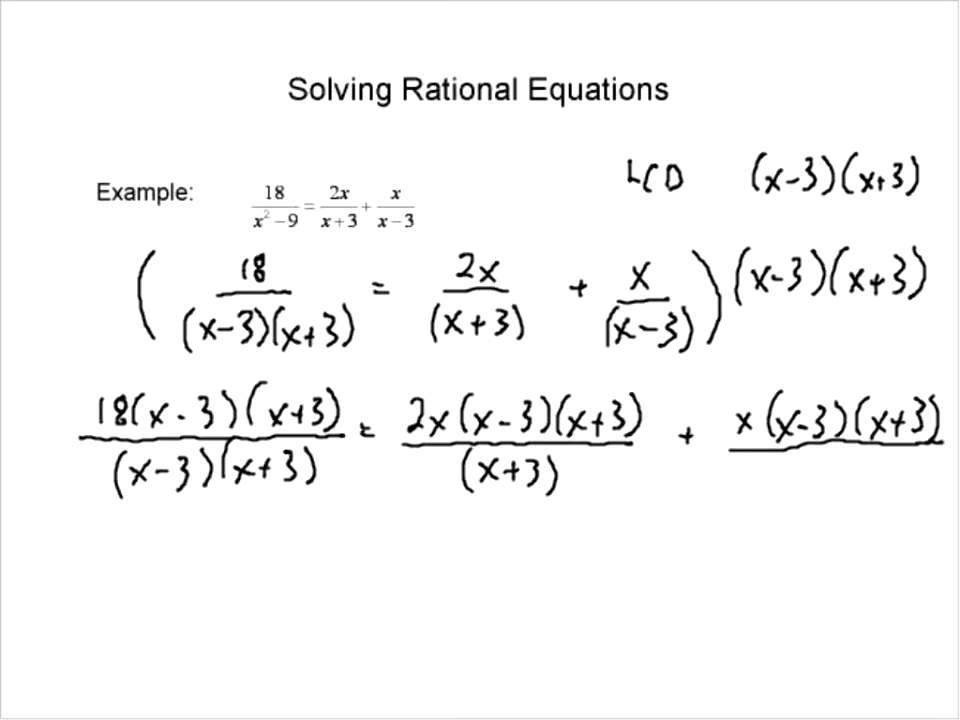 Solving Rational Equations
LCD (x-3)(x+3)
Example: 18/(x² - 9) = 2x/(x + 3) + x/(x - 3)
( 18/((x-3)(x+3)) = 2x/(x+3) + x/(x-3) ) (x-3)(x+3)
18(x-3)(x+3)/((x-3)(x+3)) = 2x(x-3)(x+3)/(x+3) + x(x-3)(x+3)